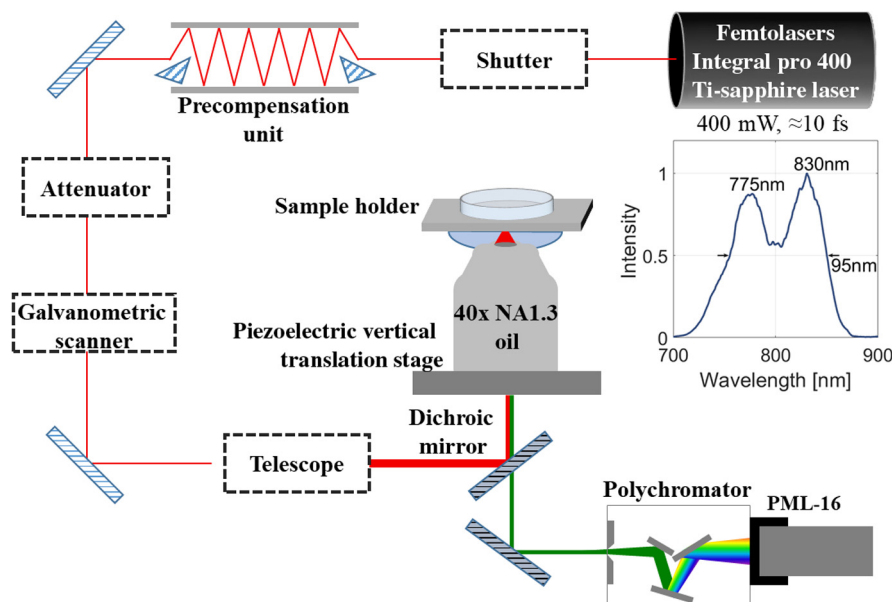 Femtolasers
Integral pro 400
Ti-sapphire laser
Shutter
Precompensation
unit
400 mW, ≈10 fs
830nm
775nm
95nm
Intensity
1
0.5
0
700
800
900
Wavelength [nm]
Attenuator
Sample holder
Galvanometric
scanner
40x NA1.3
oil
Piezoelectric vertical
translation stage
Dichroic
mirror
Telescope
Polychromator
PML-16